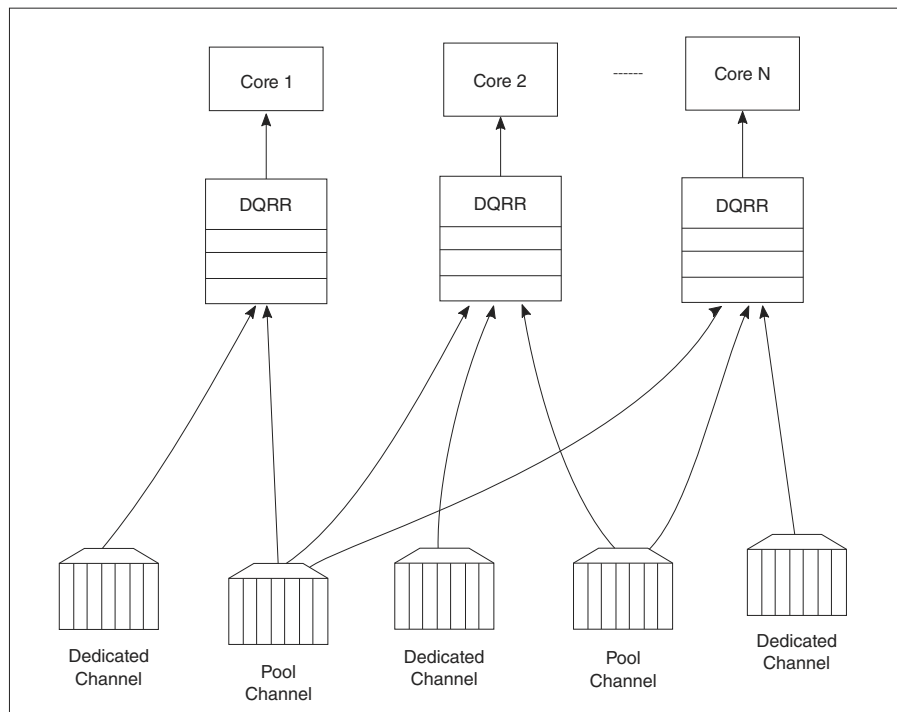 Core 1
Core 2
------
Core N
DQRR
DQRR
DQRR
Dedicated
Channel
Pool
Channel
Dedicated
Channel
Pool
Channel
Dedicated
Channel